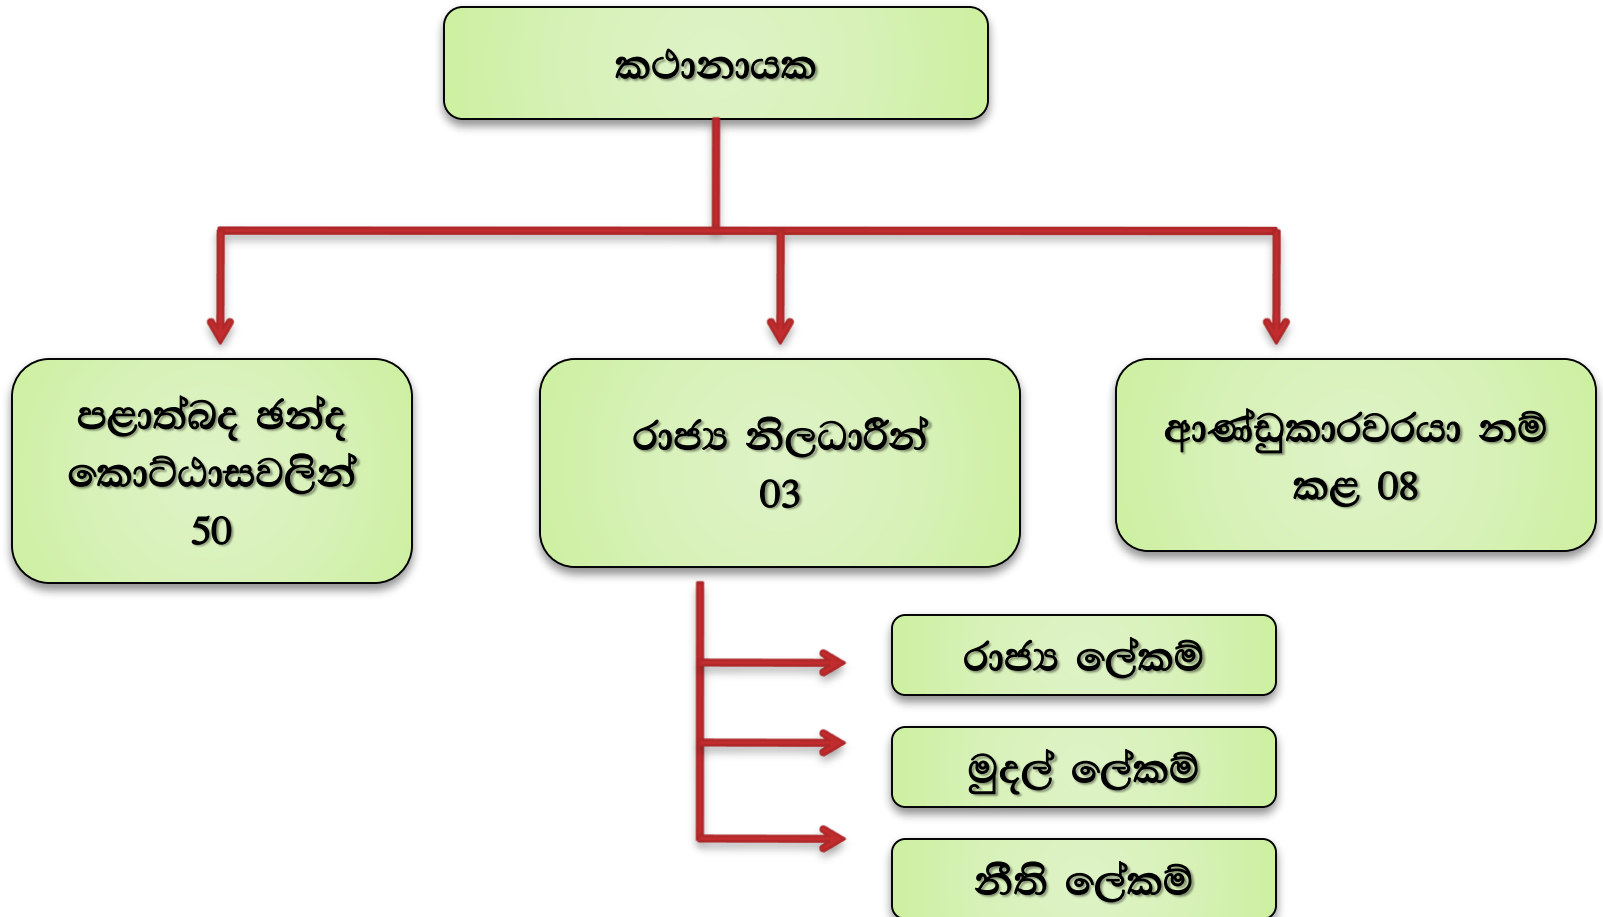 කථානායක
පළාත්බද ඡන්ද
කොට්ඨාසවලින්
50
රාජ්‍ය නිලධාරීන්
03
ආණ්ඩුකාරවරයා නම්
කළ 08
රාජ්‍ය ලේකම්
මුදල් ලේකම්
නීති ලේකම්